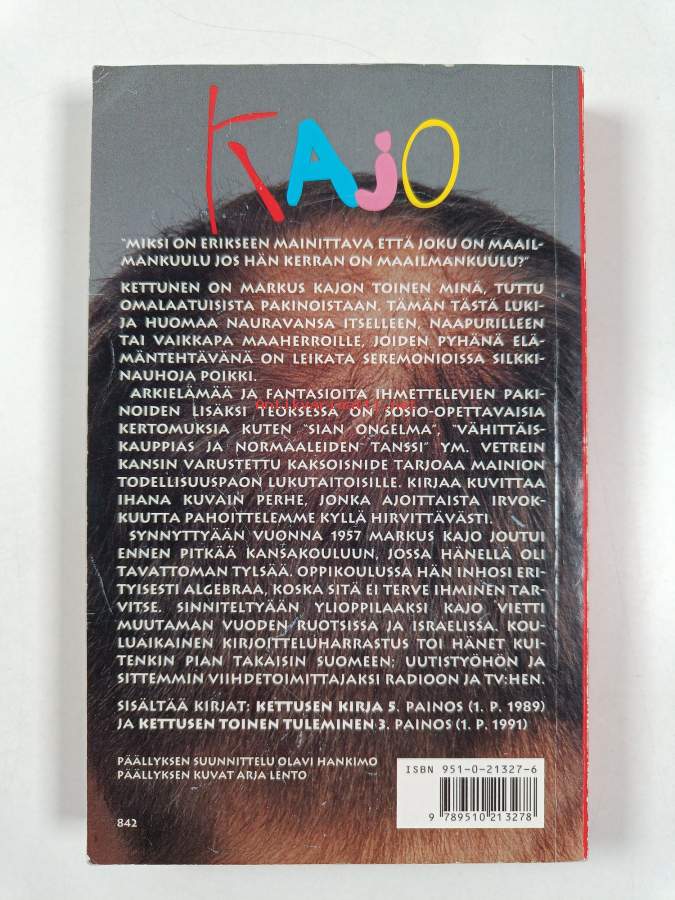 KAJO
"MIKSI ON ERIKSEEN MAINITTAVA ETTÄ JOKU ON MAAIL-
MANKUULU JOS HÄN KERRAN ON MAAILMANKUULU?"
KETTUNEN ON MARKUS KAJON TOINEN MINÄ, TUTTU
OMALAATUISISTA PAKINOISTAAN. TÄMÄN TÄSTÄ LUKI-
JA HUOMAA NAURAVANSA ITSELLEEN, NAAPURILLEEN
TAI VAIKKAPA MAAHERROILLE, JOIDEN PYHÄNÄ ELÄ-
MÄNTEHTÄVÄNÄ ON LEIKATA SEREMONIOISSA SILKKI-
NAUHOJA POIKKI.
ARKIELÄMÄÄ JA FANTASIOITA IHMETTELEVIEN PAKI-
NOIDEN LISÄKSI TEOKSESSA ON SOSIO-OPETTAVAISIA
KERTOMUKSIA KUTEN "SIAN ONGELMA", "VÄHITTÄIS-
KAUPPIAS JA NORMAALEIDEN TANSSI" YM. VETREIN
KANSIN VARUSTETTU KAKSOISNIDE TARJOAA MAINION
TODELLISUUSPAON LUKUTAITOISILLE. KIRJAA KUVITTAA
IHANA KUVAIN PERHE, JONKA AJOITTAISTA IRVOK-
KUUTTA PAHOITTELEMME KYLLÄ HIRVITTÄVÄSTI.
SYNNYTTYÄÄN VUONNA 1957 MARKUS KAJO JOUTUI
ENNEN PITKÄÄ KANSAKOULUUN, JOSSA HÄNELLÄ OLI
TAVATTOMAN TYLSÄÄ. OPPIKOULUSSA HÄN INHOSI ERI-
TYISESTI ALGEBRAA, KOSKA SITÄ EI TERVE IHMINEN TAR-
VITSE. SINNITELTYÄÄN YLIOPPILAAKSI KAJO VIETTI
MUUTAMAN VUODEN RUOTSISSA JA ISRAELISSA. KOU-
LUAIKAINEN KIRJOITTELUHARRASTUS TOI HÄNET KUI-
TENKIN PIAN TAKAISIN SUOMEEN; UUTISTYÖHÖN JA
SITTEMMIN VIIHDETOIMITTAJAKSI RADIOON JA TV:HEN.
SISÄLTÄÄ KIRJAT: KETTUSEN KIRJA 5. PAINOS (1. P. 1989)
JA KETTUSEN TOINEN TULEMINEN 3. PAINOS (1. P. 1991)
PÄÄLLYKSEN SUUNNITTELU OLAVI HANKIMO
PÄÄLLYKSEN KUVAT ARJA LENTO
842
ISBN 951-0-21327-6
9 789510 213278